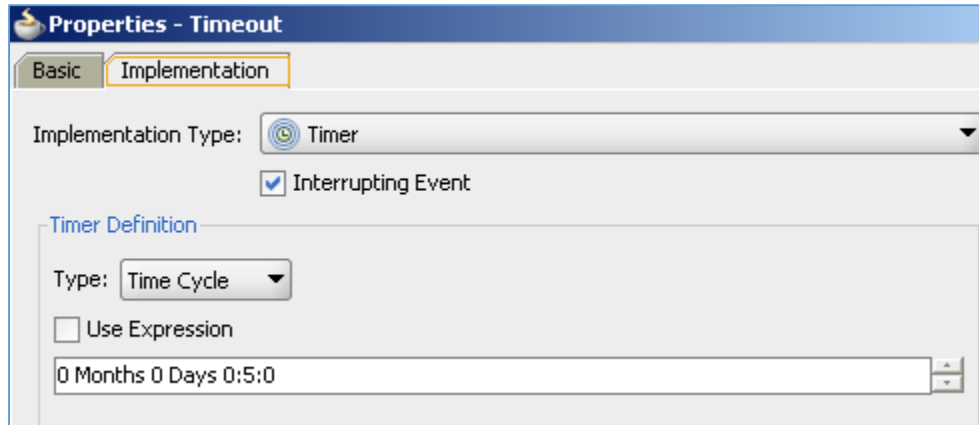 Properties - Timeout
Basic Implementation
Implementation Type: Timer
Interrupting Event
Timer Definition
Type: Time Cycle
Use Expression
0 Months 0 Days 0:5:0